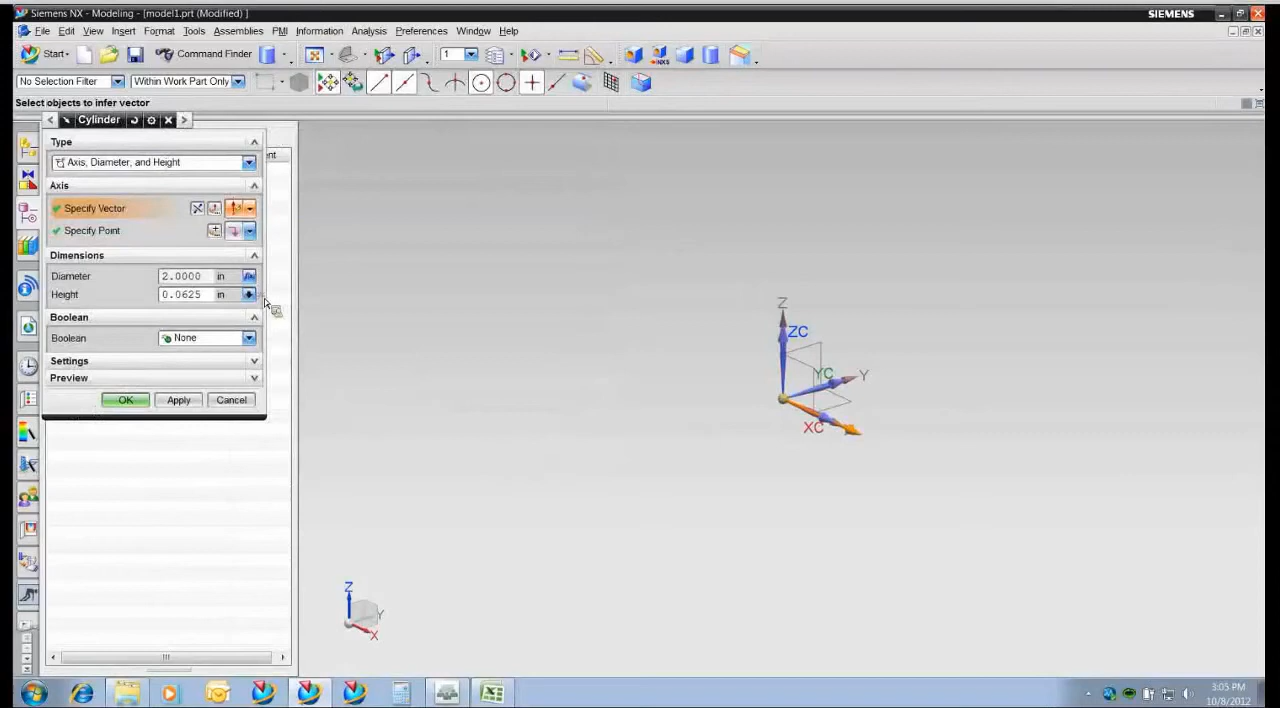 Siemens NX - Modeling - [model1.prt (Modified) ]
SIEMENS
File Edit View Insert Format Tools Assemblies PMI Information Analysis Preferences Window Help
Start Command Finder 1
No Selection Filter Within Work Part Only
Select objects to infer vector
Cylinder
Type
nt
Axis, Diameter, and Height
Axis
Specify Vector
Specify Point
Dimensions
Diameter 2.0000 in
Height 0.0625 in
Boolean
Boolean None
Settings
Preview
OK Apply Cancel
Z
ZC
YC Y
XC
Z
Y
X
3:05 PM
10/8/2012